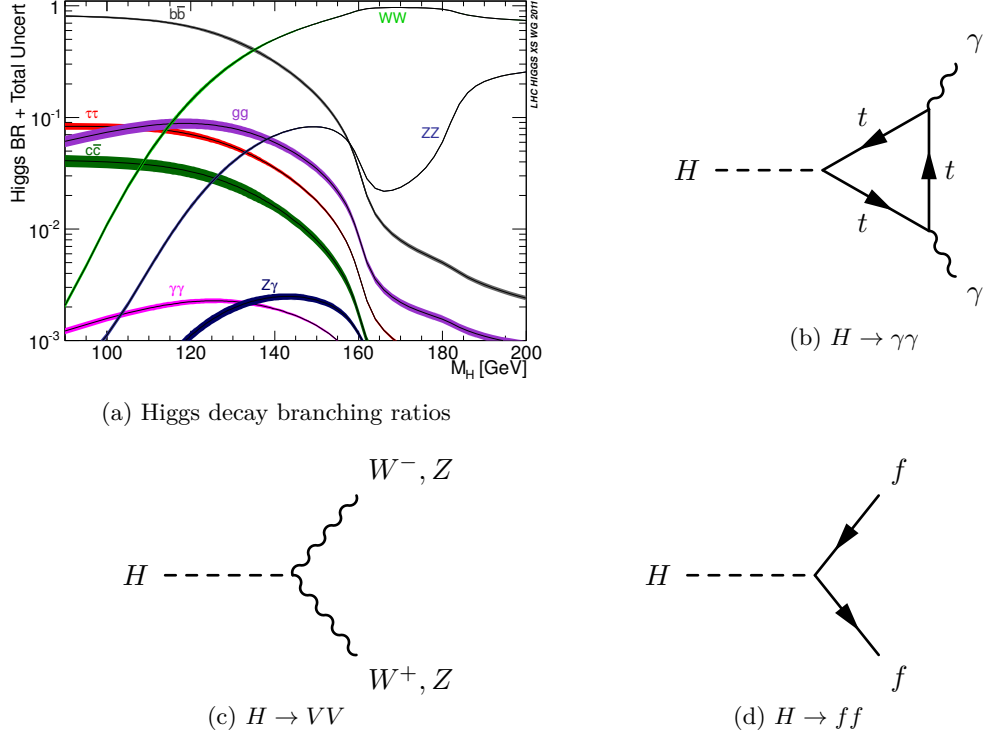 Higgs BR + Total Uncert
1
10⁻¹
10⁻²
10⁻³
bb̄
WW
ττ
gg
ZZ
cc̄
γγ
Zγ
LHC HIGGS XS WG 2011
100 120 140 160 180 200
M_H [GeV]
(a) Higgs decay branching ratios
H
t
t
t
γ
γ
(b) H → γγ
H
W⁻, Z
W⁺, Z
(c) H → VV
H
f
f
(d) H → ff